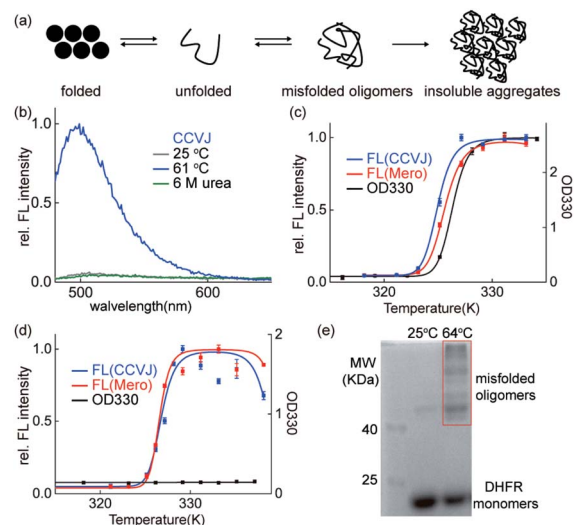 (a)
folded
unfolded
misfolded oligomers
insoluble aggregates
(b)
rel. FL intensity
1.0
0.5
0.0
CCVJ
25 °C
61 °C
6 M urea
500
600
wavelength(nm)
(c)
rel. FL intensity
1.0
0.5
0.0
FL(CCVJ)
FL(Mero)
OD330
2
1
0
OD330
320
330
Temperature(K)
(d)
rel. FL intensity
1.0
0.5
0.0
FL(CCVJ)
FL(Mero)
OD330
2
1
0
OD330
320
330
Temperature(K)
(e)
25°C 64°C
MW
(KDa)
misfolded
oligomers
40
25
DHFR
monomers